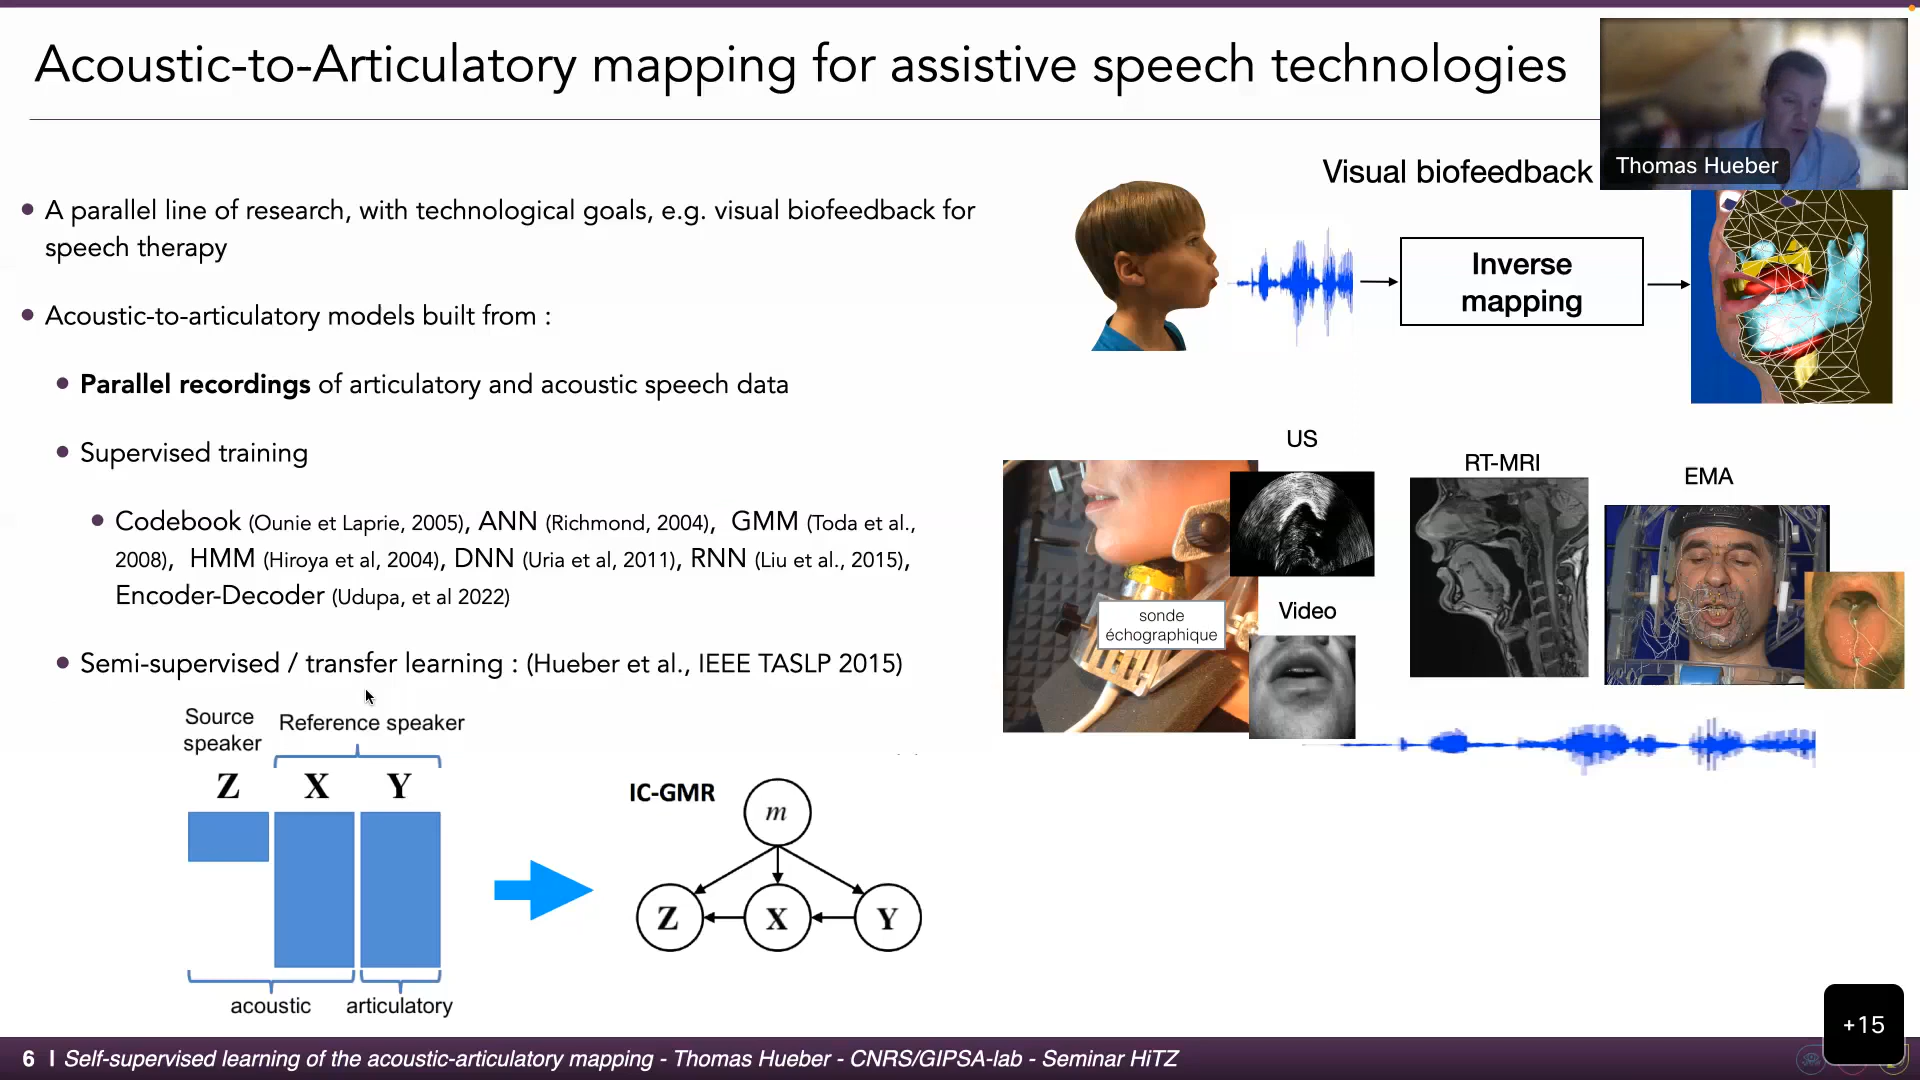 Acoustic-to-Articulatory mapping for assistive speech technologies
Thomas Hueber
Visual biofeedback
• A parallel line of research, with technological goals, e.g. visual biofeedback for
speech therapy
Inverse
mapping
• Acoustic-to-articulatory models built from :
• Parallel recordings of articulatory and acoustic speech data
• Supervised training
• Codebook (Ounie et Laprie, 2005), ANN (Richmond, 2004), GMM (Toda et al.,
2008), HMM (Hiroya et al, 2004), DNN (Uria et al, 2011), RNN (Liu et al., 2015),
Encoder-Decoder (Udupa, et al 2022)
• Semi-supervised / transfer learning : (Hueber et al., IEEE TASLP 2015)
US
RT-MRI
EMA
sonde
échographique
Video
Source
speaker
Reference speaker
Z X Y
acoustic
articulatory
IC-GMR
m
Z X Y
+15
6 | Self-supervised learning of the acoustic-articulatory mapping - Thomas Hueber - CNRS/GIPSA-lab - Seminar HiTZ